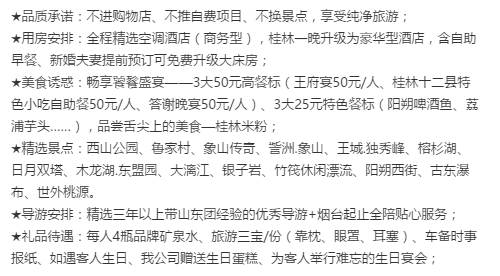 ★品质承诺：不进购物店、不推自费项目、不换景点，享受纯净旅游；
★用房安排：全程精选空调酒店（商务型），桂林一晚升级为豪华型酒店，含自助
早餐、新婚夫妻提前预订可免费升级大床房；
★美食诱惑：畅享饕餮盛宴——3大50元高餐标（王府宴50元/人、桂林十二县特
色小吃自助餐50元/人、答谢晚宴50元/人）、3大25元特色餐标（阳朔啤酒鱼、荔
浦芋头……），品尝舌尖上的美食—桂林米粉；
★精选景点：西山公园、鲁家村、象山传奇、訾洲.象山、王城.独秀峰、榕杉湖、
日月双塔、木龙湖.东盟园、大漓江、银子岩、竹筏休闲漂流、阳朔西街、古东瀑
布、世外桃源。
★导游安排：精选三年以上带山东团经验的优秀导游+烟台起止全陪贴心服务；
★礼品待遇：每人4瓶品牌矿泉水、旅游三宝/份（靠枕、眼罩、耳塞）、车备时事
报纸、如遇客人生日、我公司赠送生日蛋糕、为客人举行难忘的生日宴会；